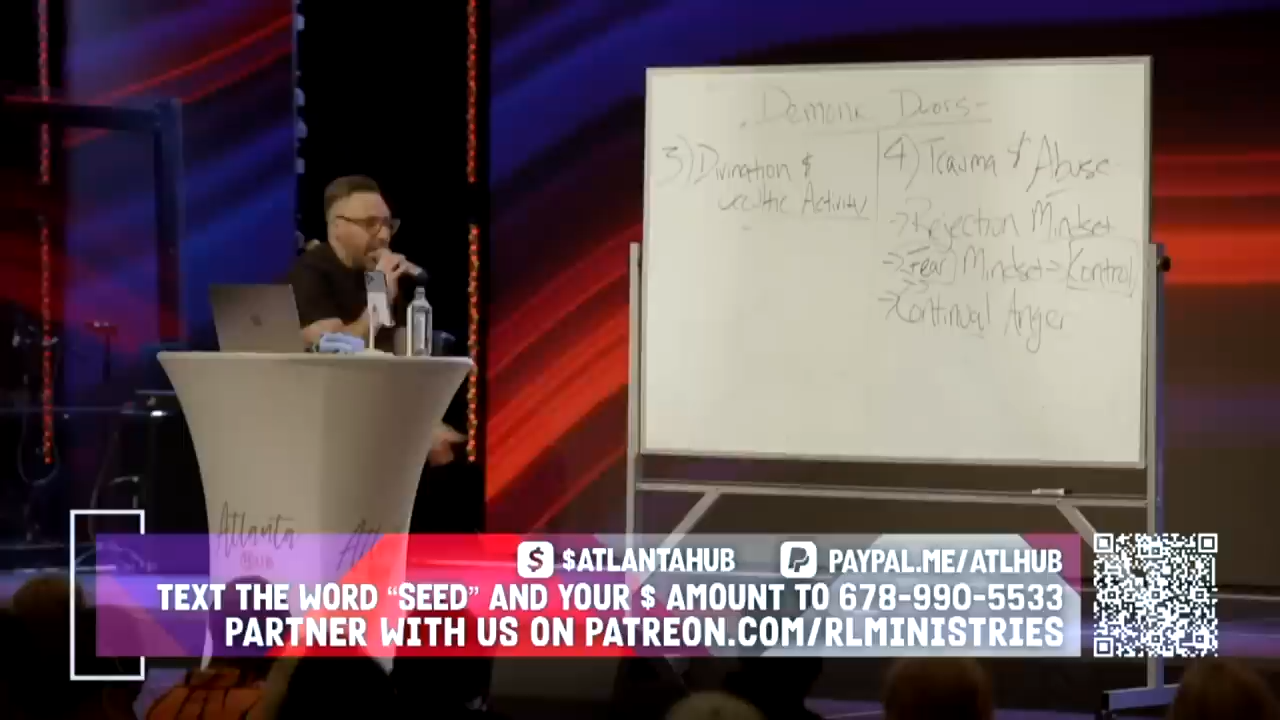 Demonic Doors-
3) Divination &
occultic Activity
4) Trauma & Abuse
-> Rejection Mindset
-> Fear Mindset -> Control
-> Continual Anger
Atlanta
HUB
$ATLANTAHUB
PAYPAL.ME/ATLHUB
TEXT THE WORD “SEED” AND YOUR $ AMOUNT TO 678-990-5533
PARTNER WITH US ON PATREON.COM/RLMINISTRIES